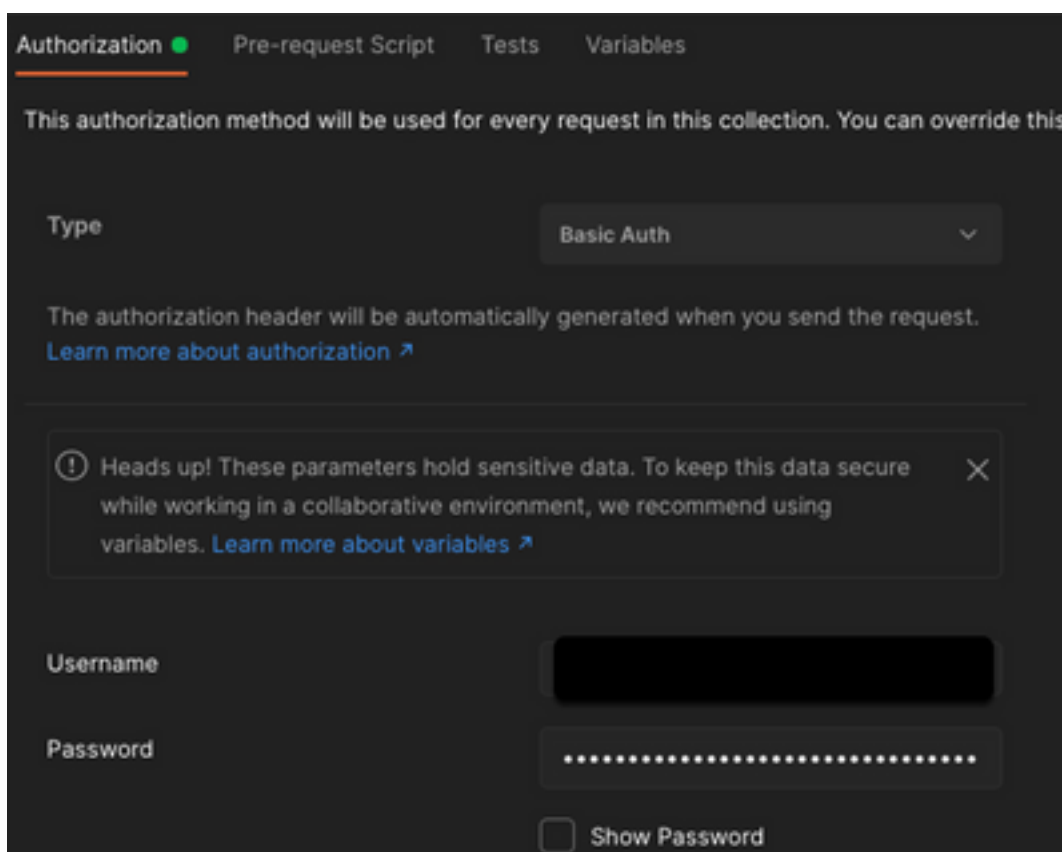 Authorization Pre-request Script Tests Variables
This authorization method will be used for every request in this collection. You can override this
Type
Basic Auth
The authorization header will be automatically generated when you send the request.
Learn more about authorization ↗
Heads up! These parameters hold sensitive data. To keep this data secure
while working in a collaborative environment, we recommend using
variables. Learn more about variables ↗
Username
Password
•••••••••••••••••••••••••••••••••
Show Password